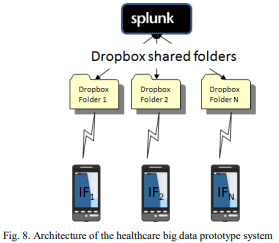 splunk
Dropbox shared folders
Dropbox Folder 1
Dropbox Folder 2
Dropbox Folder N
IF1
IF2
IFN
Fig. 8. Architecture of the healthcare big data prototype system